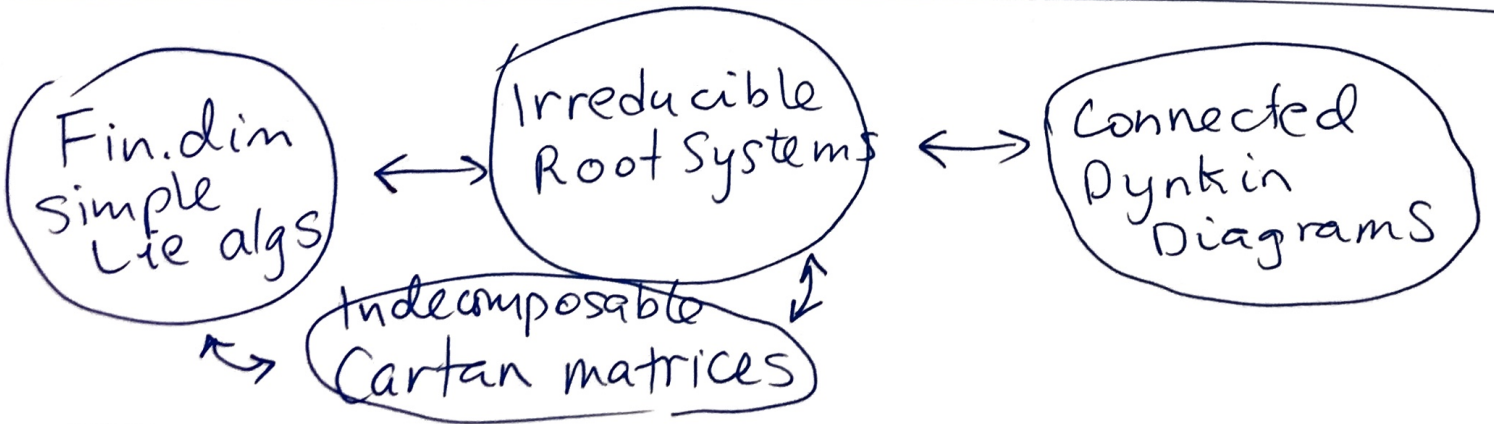 Fin.dim
simple
Lie algs
Irreducible
Root Systems
Connected
Dynkin
Diagrams
Indecomposable
Cartan matrices